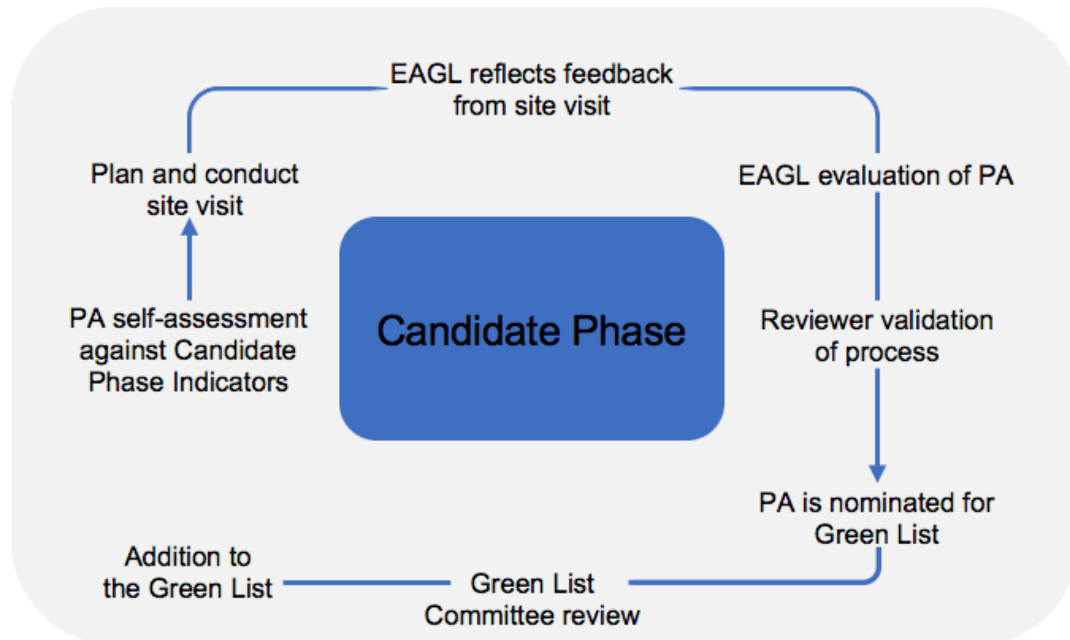 EAGL reflects feedback
from site visit
Plan and conduct
site visit
EAGL evaluation of PA
PA self-assessment
against Candidate
Phase Indicators
Candidate Phase
Reviewer validation
of process
PA is nominated for
Green List
Addition to
the Green List
Green List
Committee review